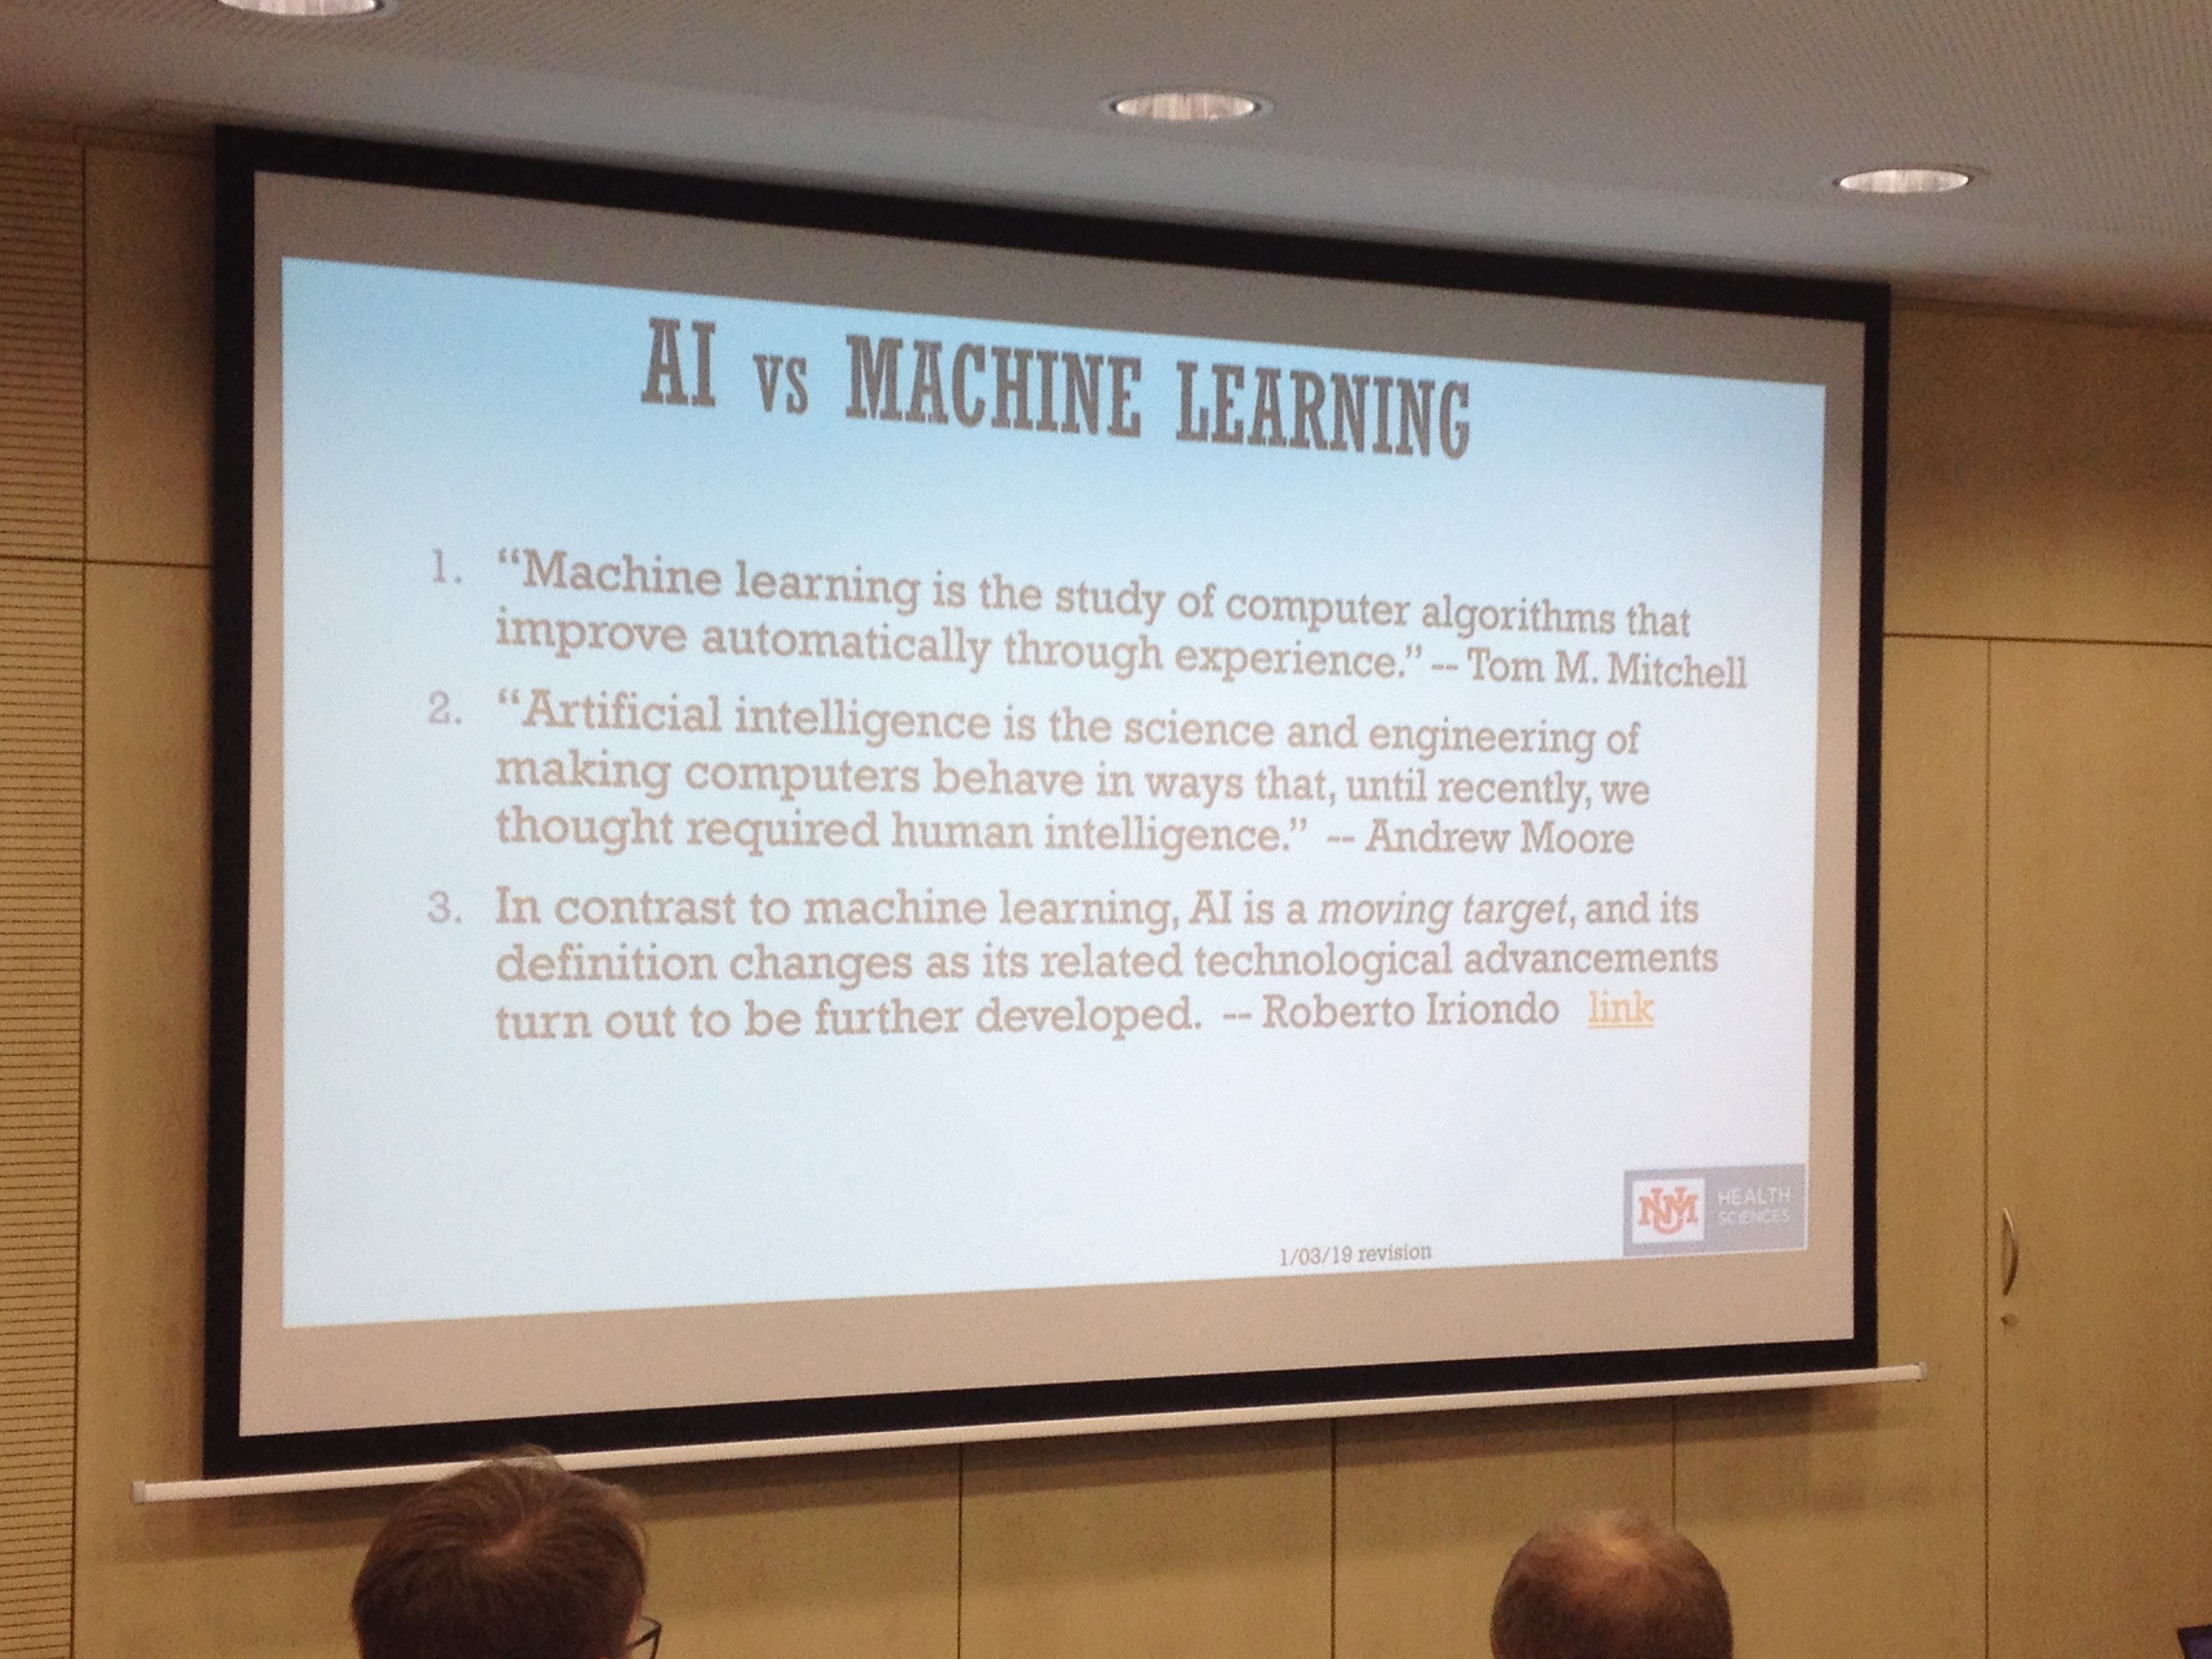 AI vs MACHINE LEARNING
1. “Machine learning is the study of computer algorithms that
improve automatically through experience.” -- Tom M. Mitchell
2. “Artificial intelligence is the science and engineering of
making computers behave in ways that, until recently, we
thought required human intelligence.” -- Andrew Moore
3. In contrast to machine learning, AI is a moving target, and its
definition changes as its related technological advancements
turn out to be further developed. -- Roberto Iriondo link
UNM HEALTH
SCIENCES
1/03/19 revision